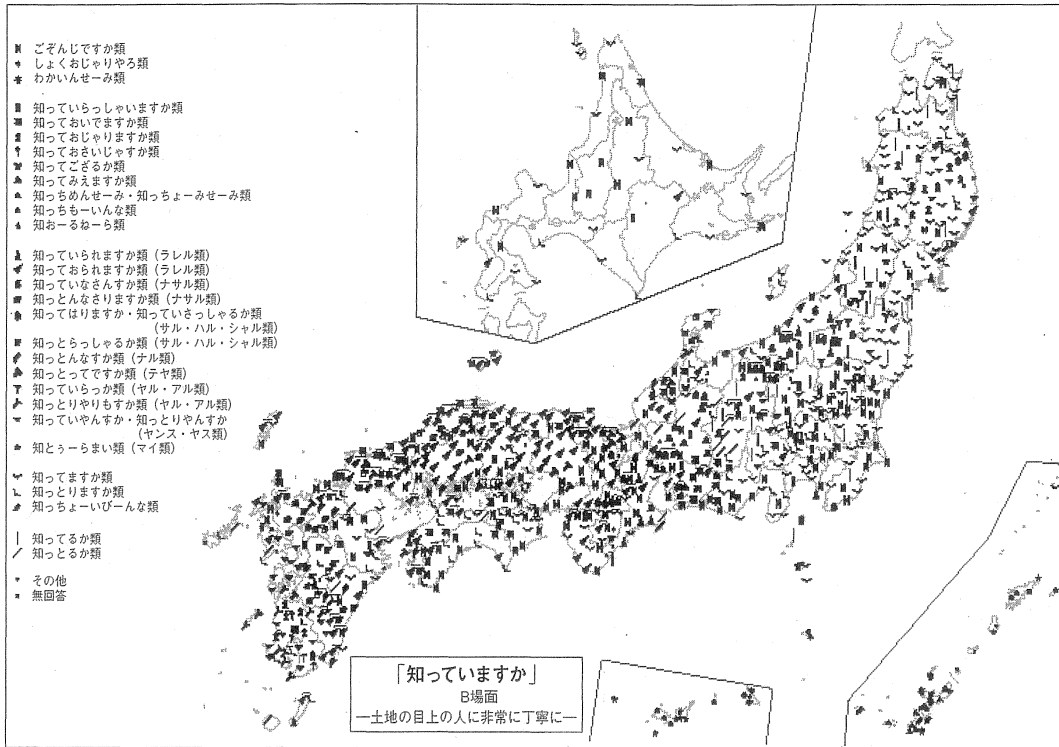 ごぞんじですか類
しょくおじゃりやろ類
わかいんせーみ類
知っていらっしゃいますか類
知っておいでますか類
知っておじゃりますか類
知っておさいじゃすか類
知ってござるか類
知ってみえますか類
知っちめんせーみ・知っちょーみせーみ類
知っちもーいんな類
知おーるねーら類
知っていられますか類(ラレル類)
知っておられますか類(ラレル類)
知っていなさんすか類(ナサル類)
知っとんなさりますか類(ナサル類)
知ってはりますか・知っていさっしゃるか類
(サル・ハル・シャル類)
知っとらっしゃるか類(サル・ハル・シャル類)
知っとんなすか類(ナル類)
知っとってですか類(テヤ類)
知っていらっか類(ヤル・アル類)
知っとりやりもすか類(ヤル・アル類)
知っていやんすか・知っとりやんすか
(ヤンス・ヤス類)
知とぅーらまい類(マイ類)
知ってますか類
知っとりますか類
知っちょーいびーんな類
知ってるか類
知っとるか類
その他
無回答
「知っていますか」
B場面
―土地の目上の人に非常に丁寧に―